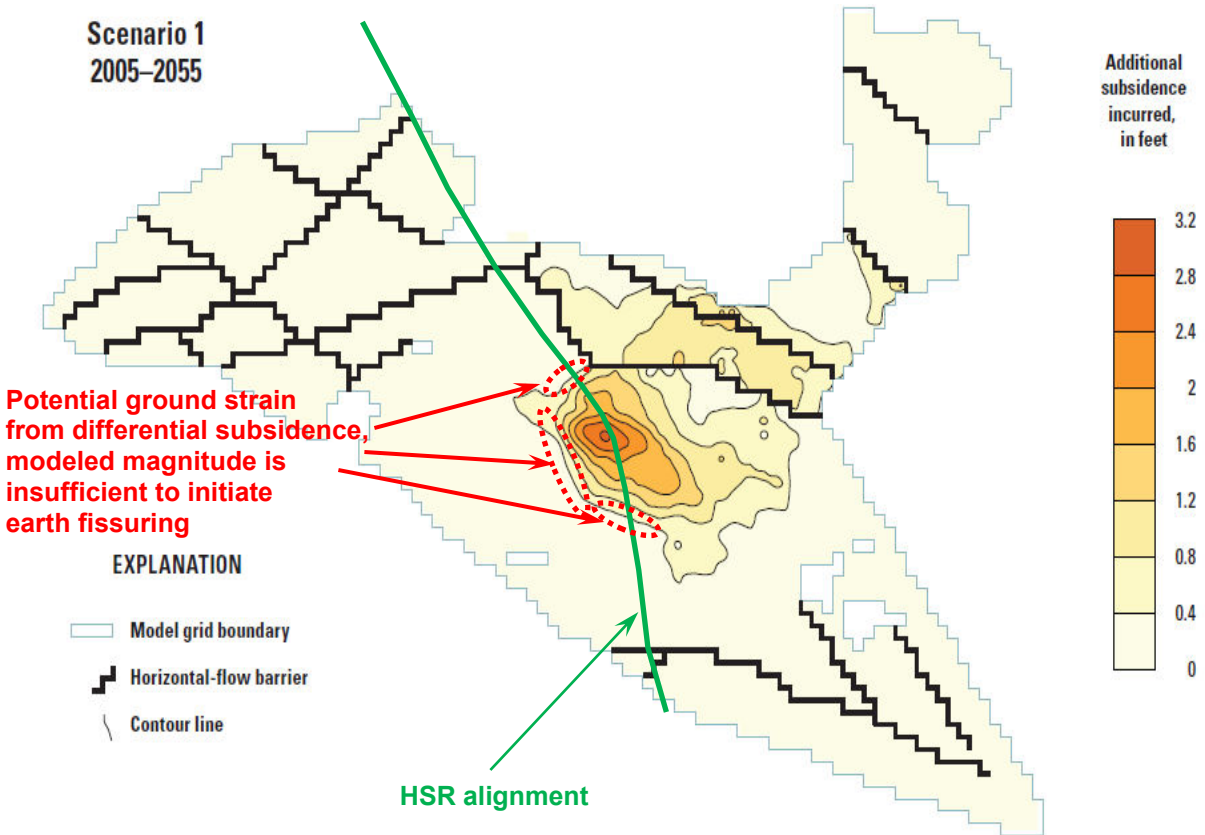 Scenario 1
2005–2055
Additional
subsidence
incurred,
in feet
3.2
2.8
2.4
2
1.6
1.2
0.8
0.4
0
Potential ground strain
from differential subsidence,
modeled magnitude is
insufficient to initiate
earth fissuring
EXPLANATION
Model grid boundary
Horizontal-flow barrier
Contour line
HSR alignment